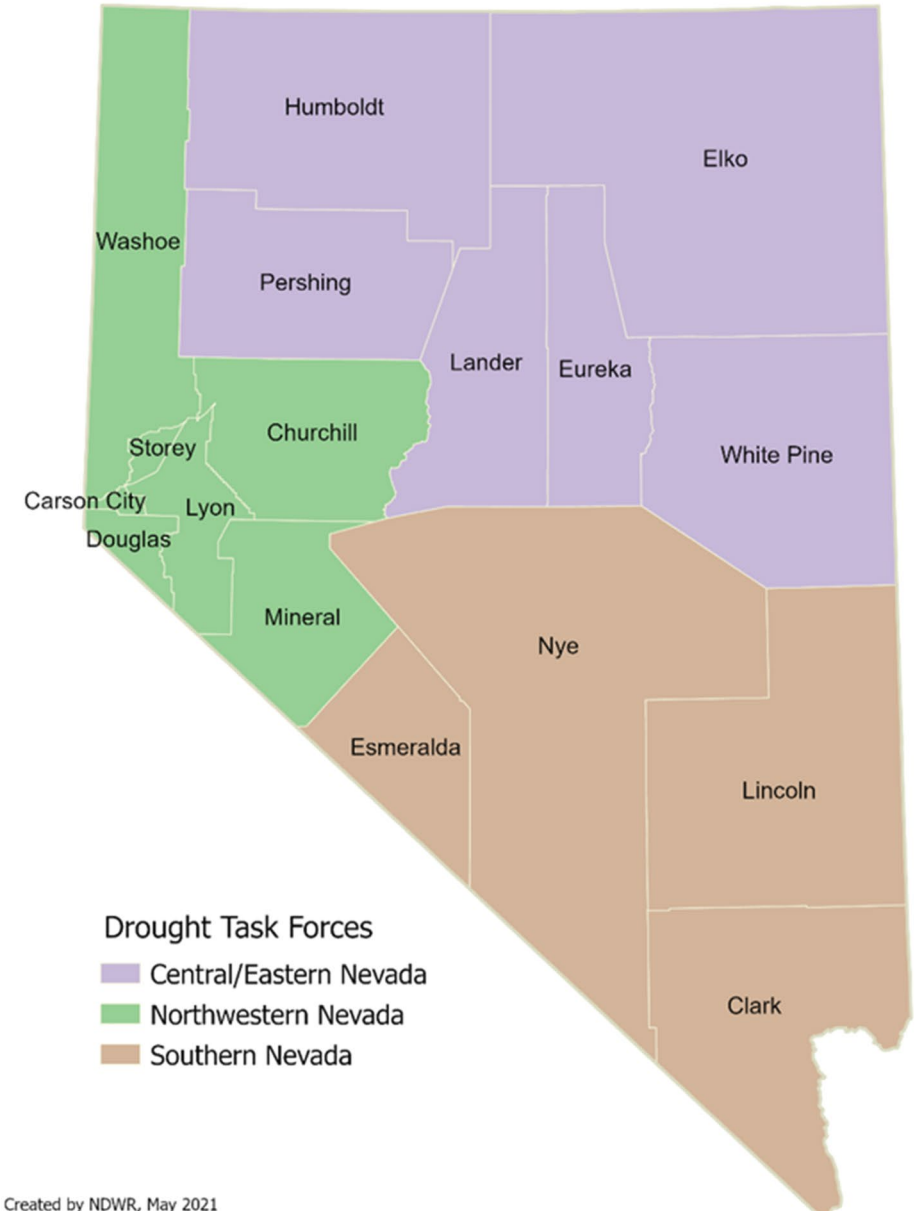 Humboldt
Elko
Washoe
Pershing
Lander
Eureka
Churchill
Storey
White Pine
Carson City
Lyon
Douglas
Mineral
Nye
Esmeralda
Lincoln
Drought Task Forces
Central/Eastern Nevada
Clark
Northwestern Nevada
Southern Nevada
Created by NDWR, May 2021